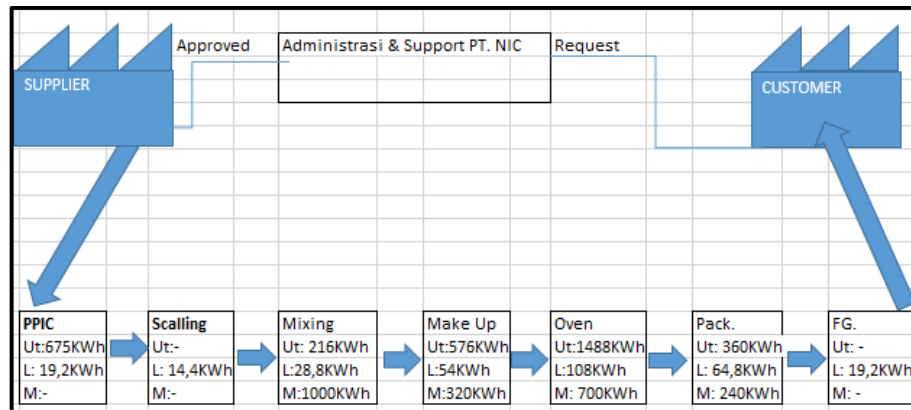 Approved
Administrasi & Support PT. NIC
Request
SUPPLIER
CUSTOMER
PPIC
Ut:675KWh
L: 19,2KWh
M:-
Scalling
Ut:-
L: 14,4KWh
M:-
Mixing
Ut: 216KWh
L:28,8KWh
M:1000KWh
Make Up
Ut:576KWh
L:54KWh
M:320KWh
Oven
Ut:1488KWh
L:108KWh
M: 700KWh
Pack.
Ut: 360KWh
L: 64,8KWh
M: 240KWh
FG.
Ut: -
L: 19,2KWh
M: -